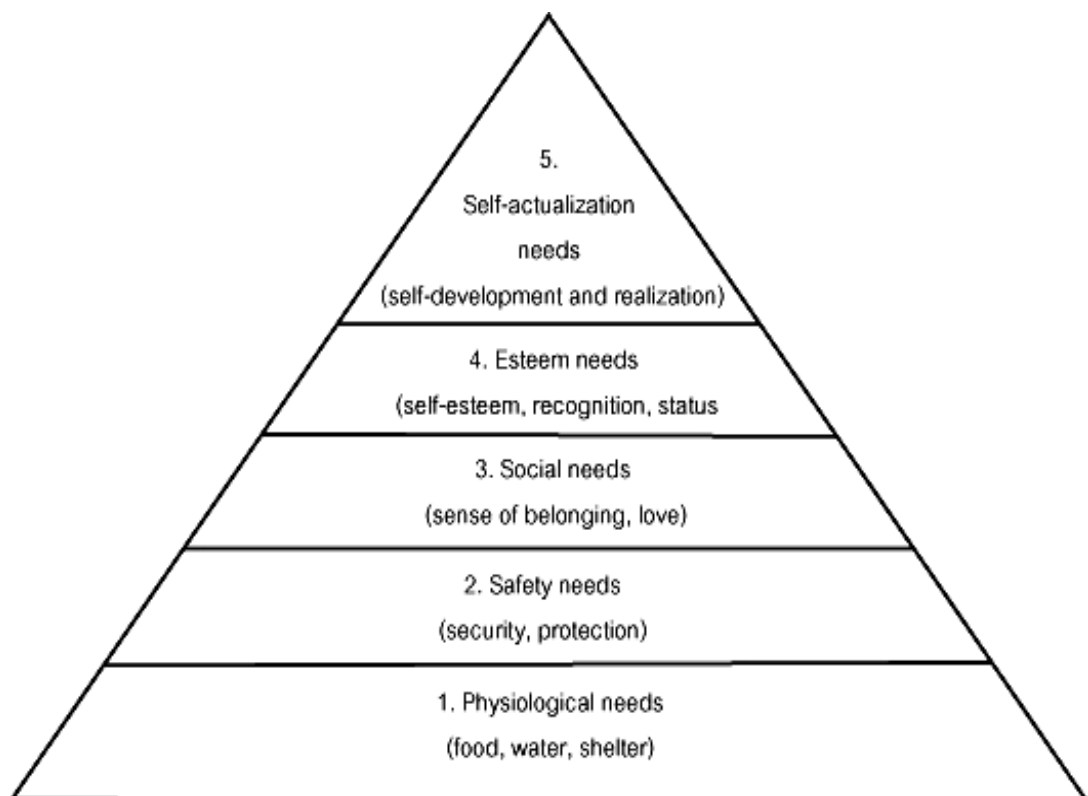 5.
Self-actualization
needs
(self-development and realization)
4. Esteem needs
(self-esteem, recognition, status
3. Social needs
(sense of belonging, love)
2. Safety needs
(security, protection)
1. Physiological needs
(food, water, shelter)